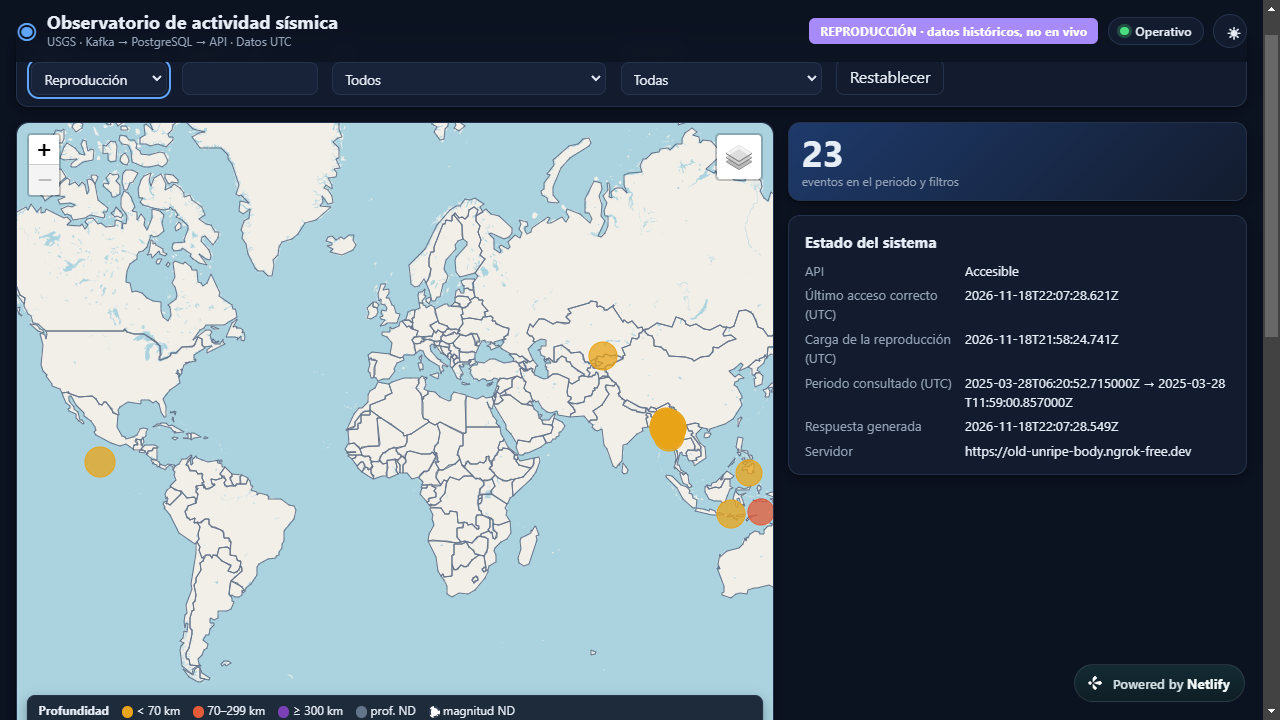 Observatorio de actividad sísmica
USGS · Kafka → PostgreSQL → API · Datos UTC
REPRODUCCIÓN · datos históricos, no en vivo
Operativo
Reproducción
Todos
Todas
Restablecer
+
−
23
eventos en el periodo y filtros
Estado del sistema
API Accesible
Último acceso correcto 2026-11-18T22:07:28.621Z
(UTC)
Carga de la reproducción 2026-11-18T21:58:24.741Z
(UTC)
Periodo consultado (UTC) 2025-03-28T06:20:52.715000Z → 2025-03-28
T11:59:00.857000Z
Respuesta generada 2026-11-18T22:07:28.549Z
Servidor https://old-unripe-body.ngrok-free.dev
Profundidad < 70 km 70–299 km ≥ 300 km prof. ND magnitud ND
Powered by Netlify